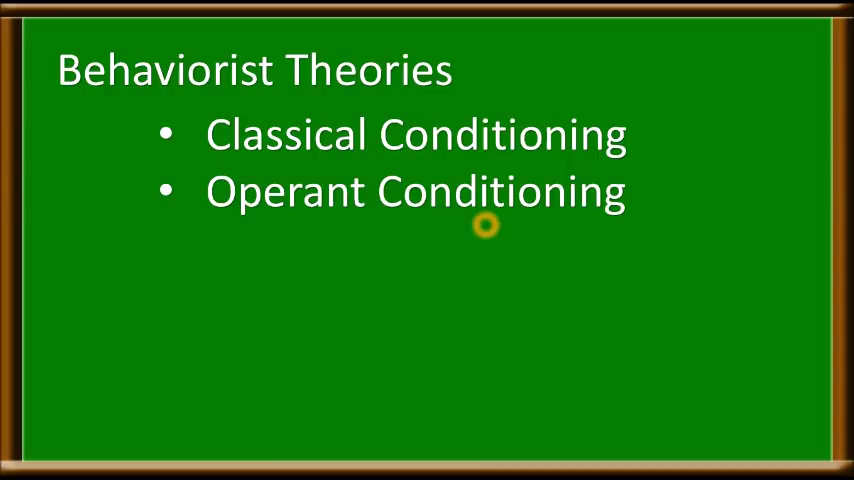 Behaviorist Theories
• Classical Conditioning
• Operant Conditioning